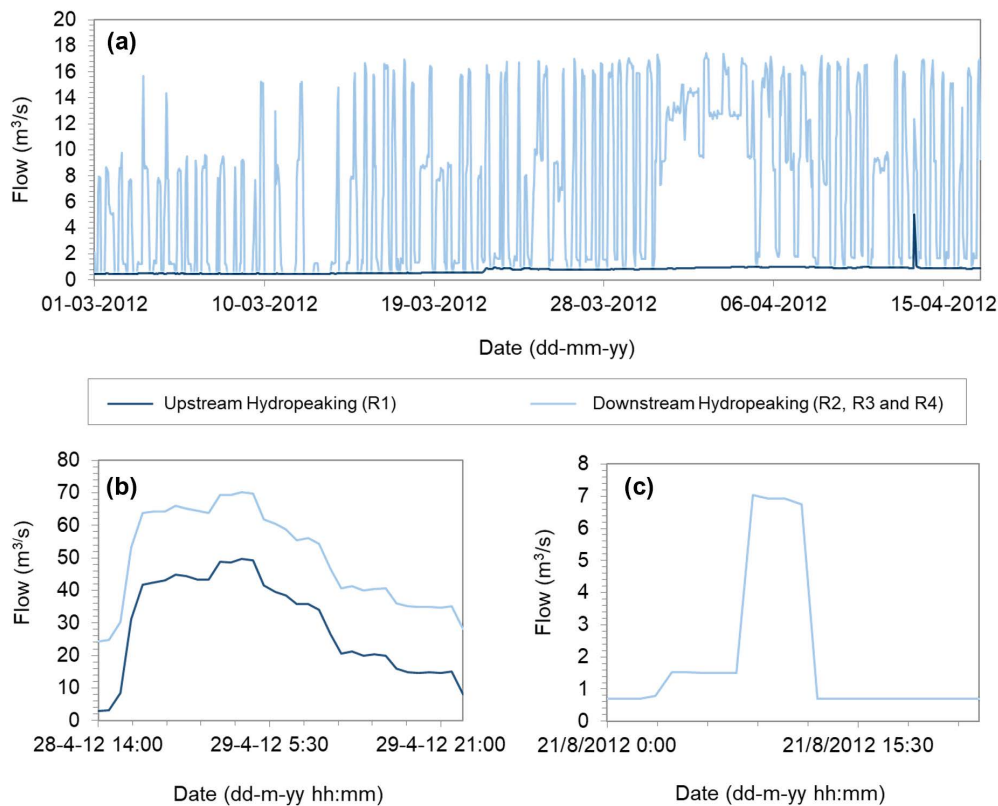 (a)
Flow (m³/s)
20
18
16
14
12
10
8
6
4
2
0
01-03-2012 10-03-2012 19-03-2012 28-03-2012 06-04-2012 15-04-2012
Date (dd-mm-yy)
Upstream Hydropeaking (R1) Downstream Hydropeaking (R2, R3 and R4)
(b)
Flow (m³/s)
80
70
60
50
40
30
20
10
0
28-4-12 14:00 29-4-12 5:30 29-4-12 21:00
Date (dd-m-yy hh:mm)
(c)
Flow (m³/s)
8
7
6
5
4
3
2
1
0
21/8/2012 0:00 21/8/2012 15:30
Date (dd-m-yy hh:mm)